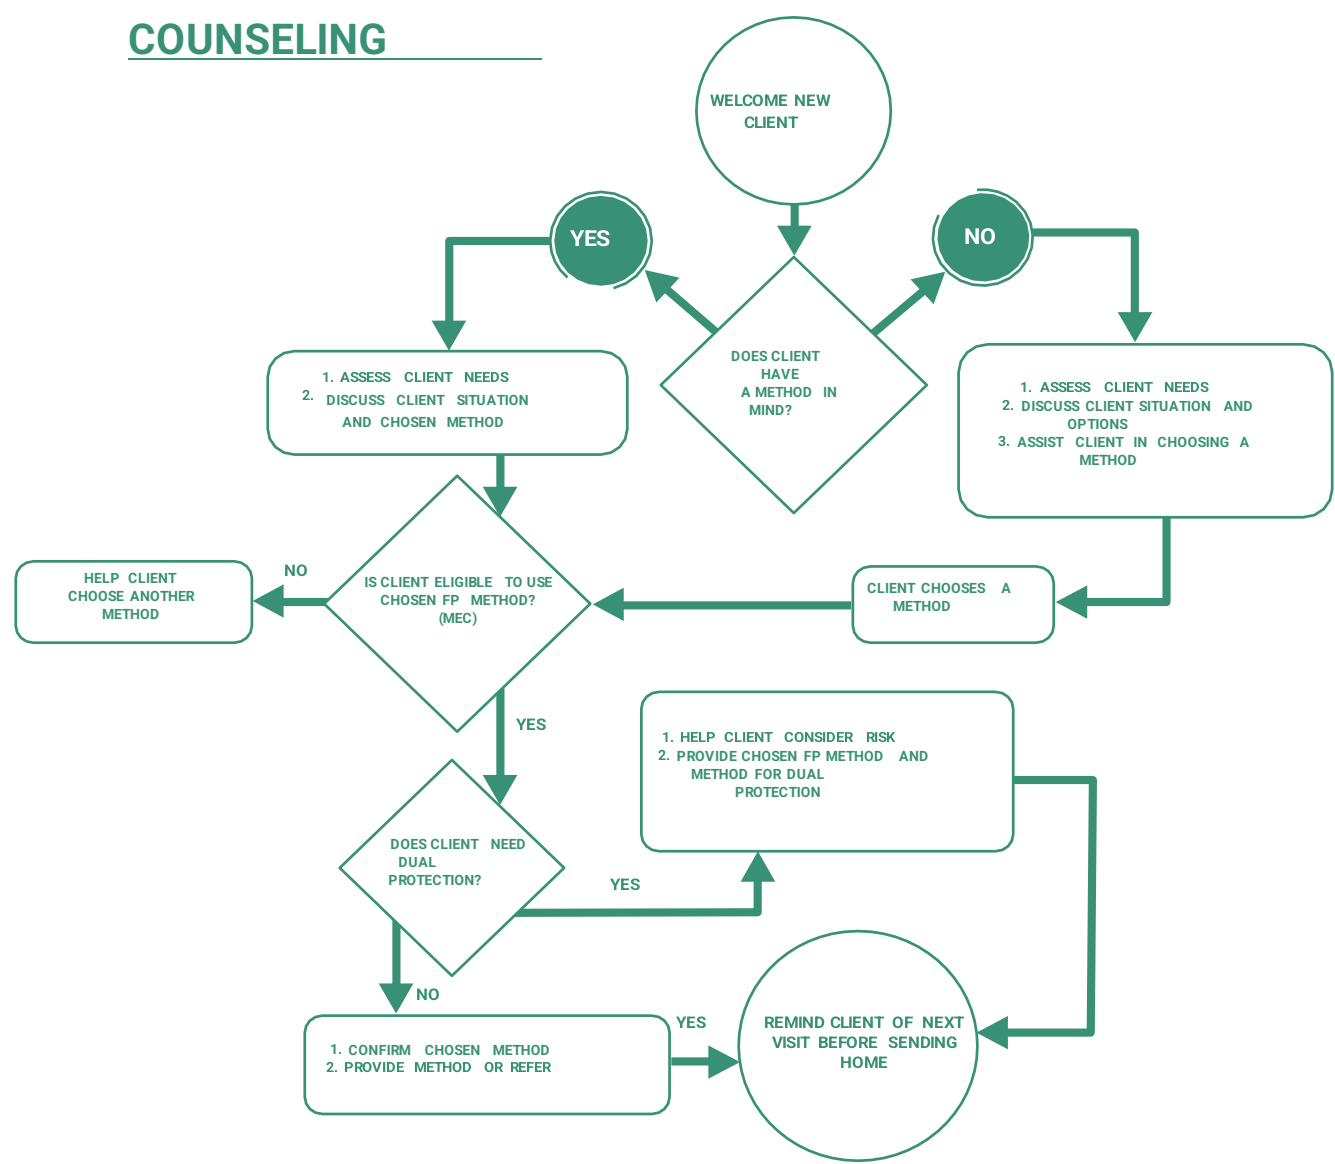 COUNSELING
WELCOME NEW
CLIENT
YES
NO
DOES CLIENT
HAVE
A METHOD IN
MIND?
1. ASSESS CLIENT NEEDS
2. DISCUSS CLIENT SITUATION
AND CHOSEN METHOD
1. ASSESS CLIENT NEEDS
2. DISCUSS CLIENT SITUATION AND
OPTIONS
3. ASSIST CLIENT IN CHOOSING A
METHOD
HELP CLIENT
CHOOSE ANOTHER
METHOD
NO
IS CLIENT ELIGIBLE TO USE
CHOSEN FP METHOD?
(MEC)
CLIENT CHOOSES A
METHOD
YES
1. HELP CLIENT CONSIDER RISK
2. PROVIDE CHOSEN FP METHOD AND
METHOD FOR DUAL
PROTECTION
DOES CLIENT NEED
DUAL
PROTECTION?
YES
NO
1. CONFIRM CHOSEN METHOD
2. PROVIDE METHOD OR REFER
YES
REMIND CLIENT OF NEXT
VISIT BEFORE SENDING
HOME